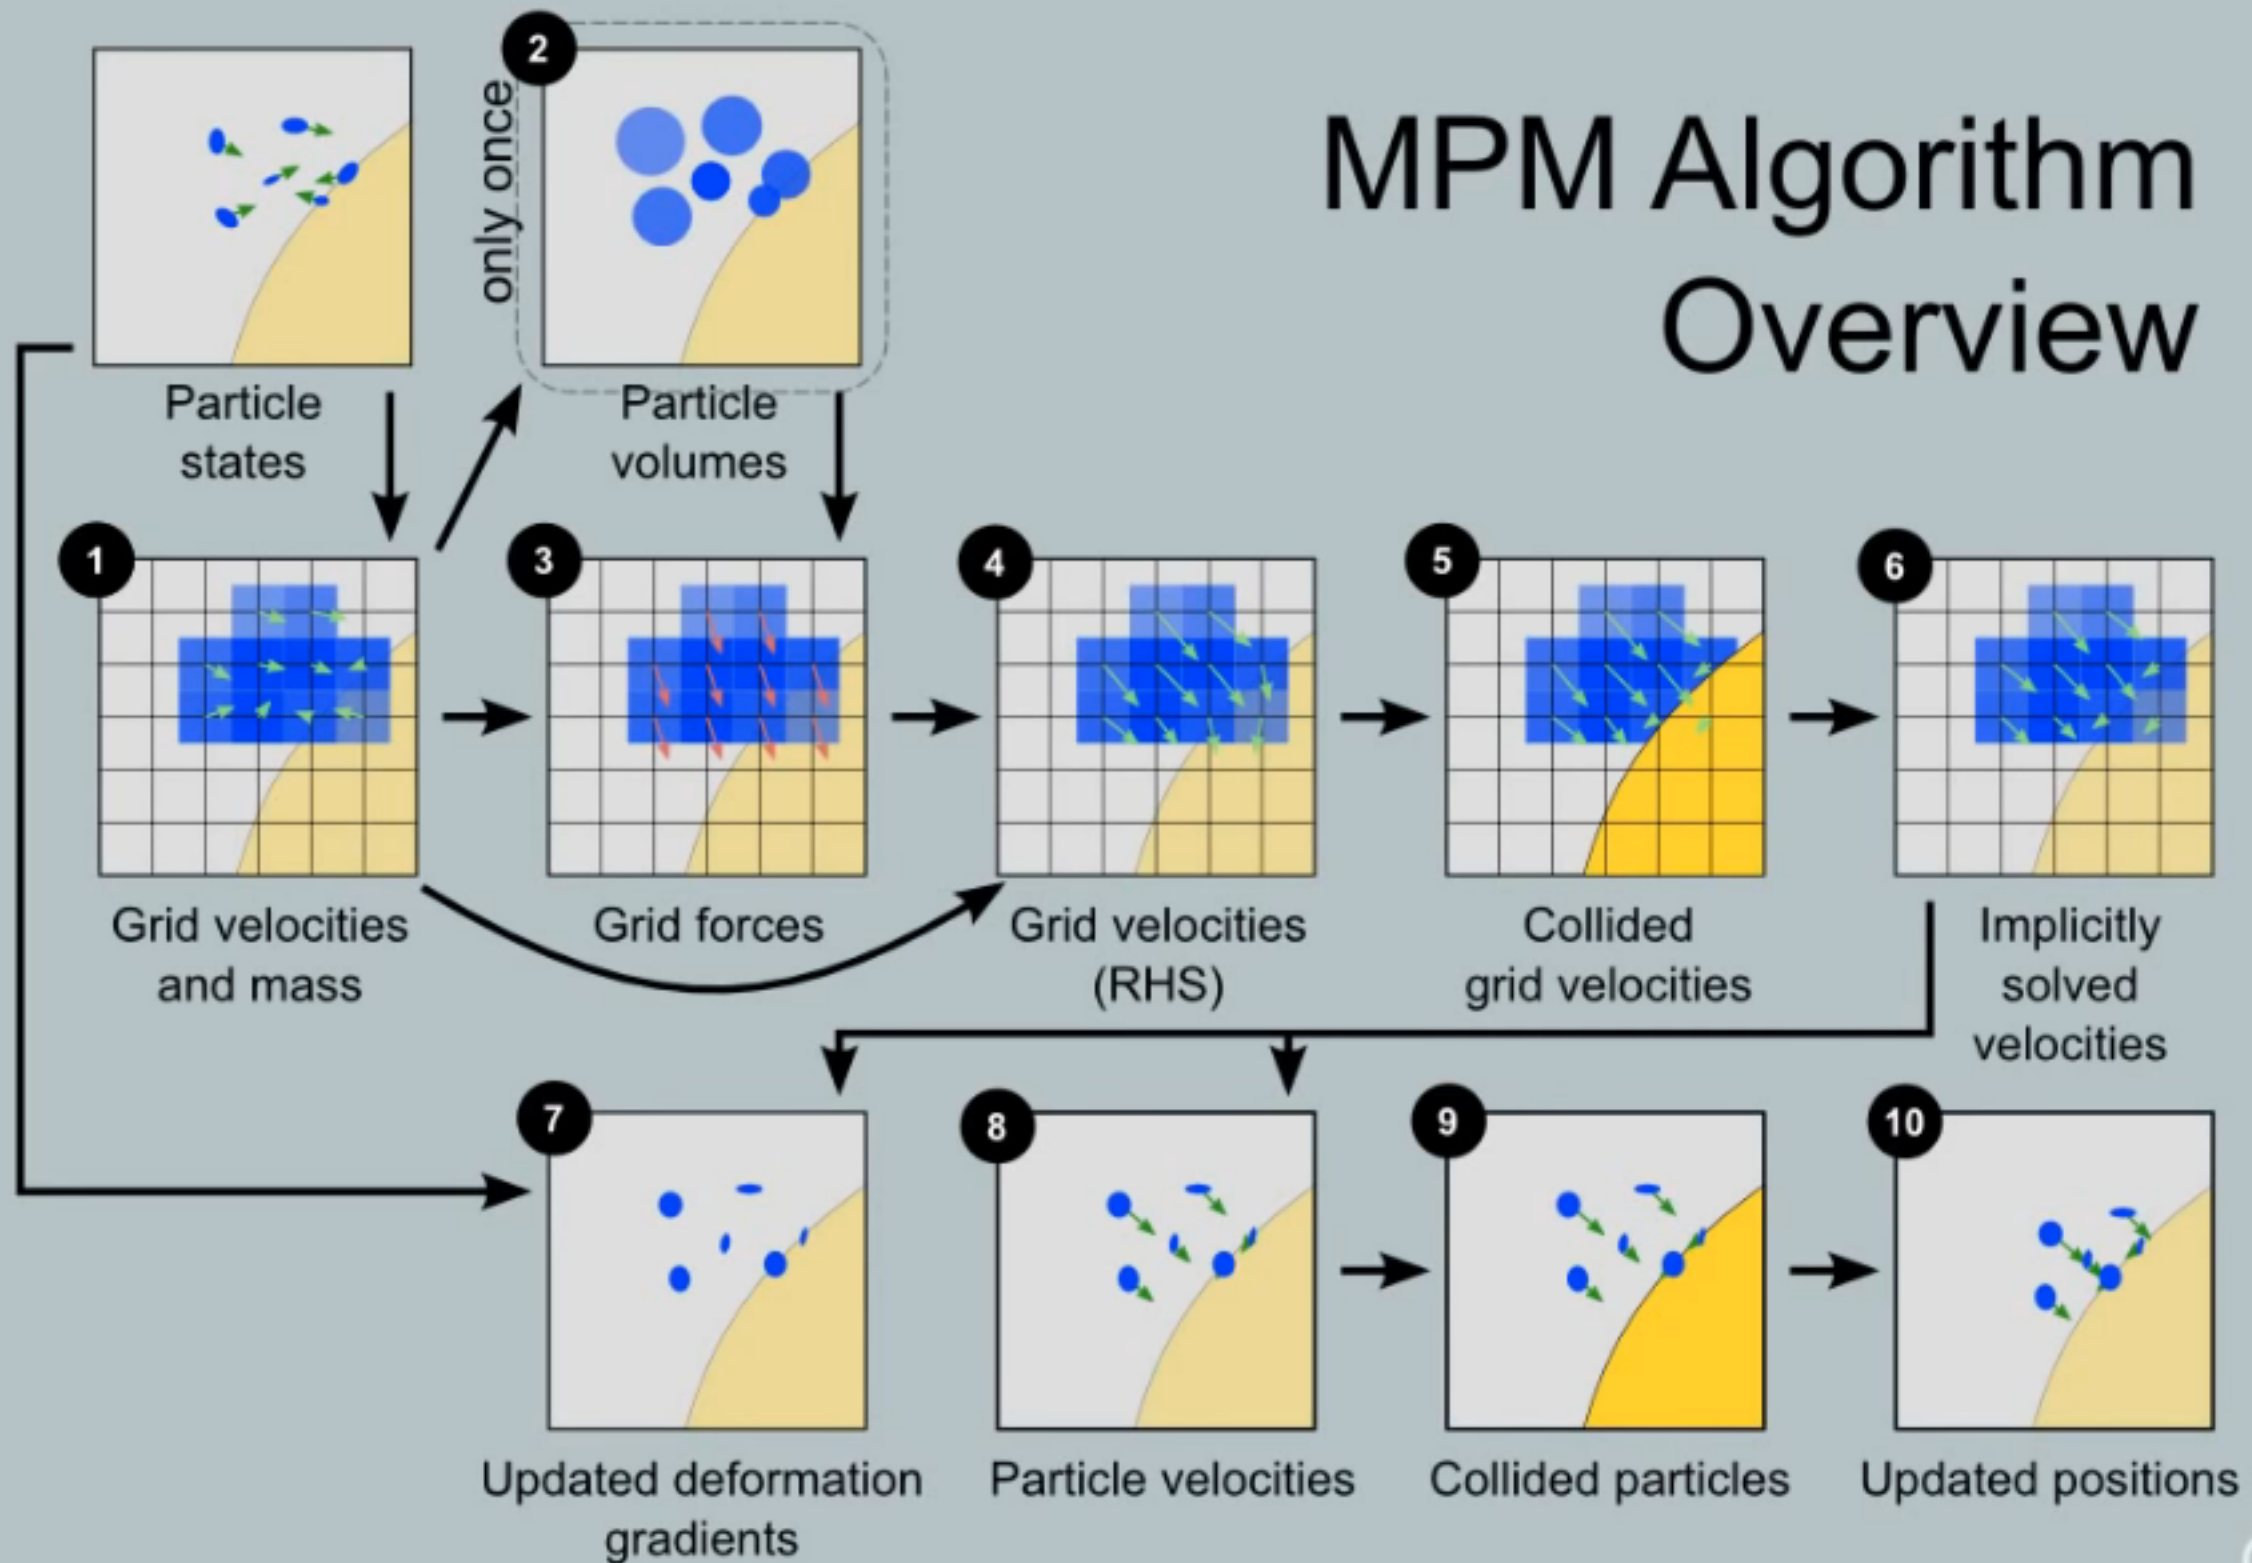 MPM Algorithm
Overview
only once
Particle
states
2
Particle
volumes
1
Grid velocities
and mass
3
Grid forces
4
Grid velocities
(RHS)
5
Collided
grid velocities
6
Implicitly
solved
velocities
7
Updated deformation
gradients
8
Particle velocities
9
Collided particles
10
Updated positions